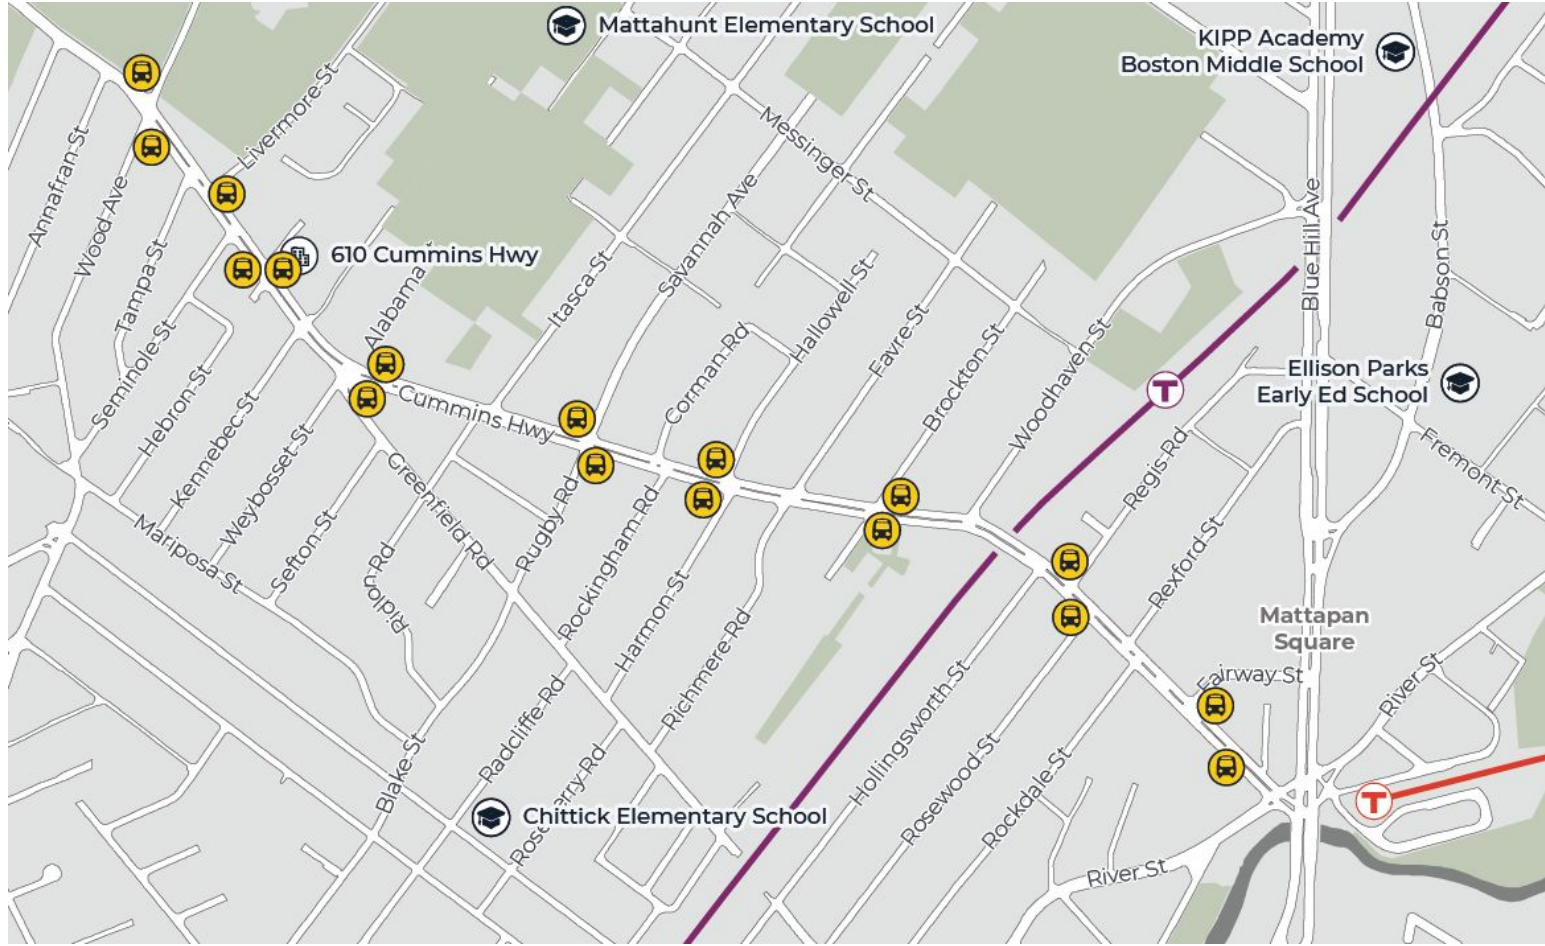 Mattahunt Elementary School
KIPP Academy
Boston Middle School
Livermore St
Annafran St
Wood Ave
Tampa St
Seminole St
Hebron St
Kennebec St
Weybosset St
Sefton St
Mariposa St
610 Cummins Hwy
Alabama
Itasca St
Savannah Ave
Messinger St
Corman Rd
Hallowell St
Favre St
Brockton St
Woodhaven St
Blue Hill Ave
Babson St
T
Ellison Parks
Early Ed School
Fremont St
Cummins Hwy
Greenfield Rd
Ridlon Rd
Rugby Rd
Rockingham Rd
Harmon St
Richmere Rd
Regis Rd
Rexford St
Mattapan
Square
Fairway St
River St
T
Hollingsworth St
Rosewood St
Rockdale St
River St
Blake St
Radcliffe Rd
Chittick Elementary School